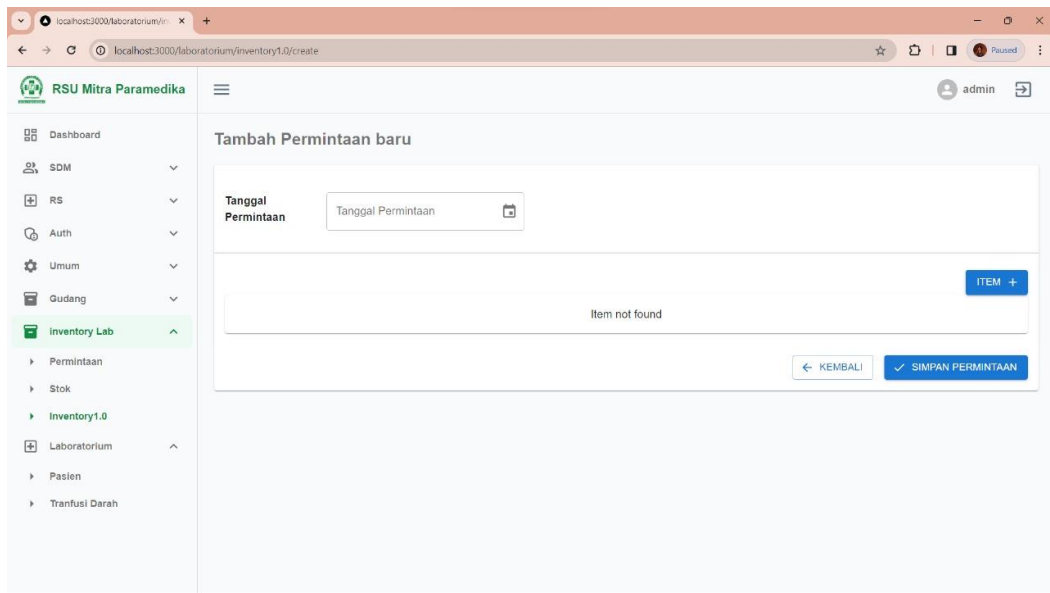 localhost:3000/laboratorium/in
localhost:3000/laboratorium/inventory1.0/create
Paused
RSU Mitra Paramedika
admin
Dashboard
SDM
RS
Auth
Umum
Gudang
inventory Lab
Permintaan
Stok
Inventory1.0
Laboratorium
Pasien
Tranfusi Darah
Tambah Permintaan baru
Tanggal
Permintaan
Tanggal Permintaan
ITEM +
Item not found
KEMBALI
SIMPAN PERMINTAAN